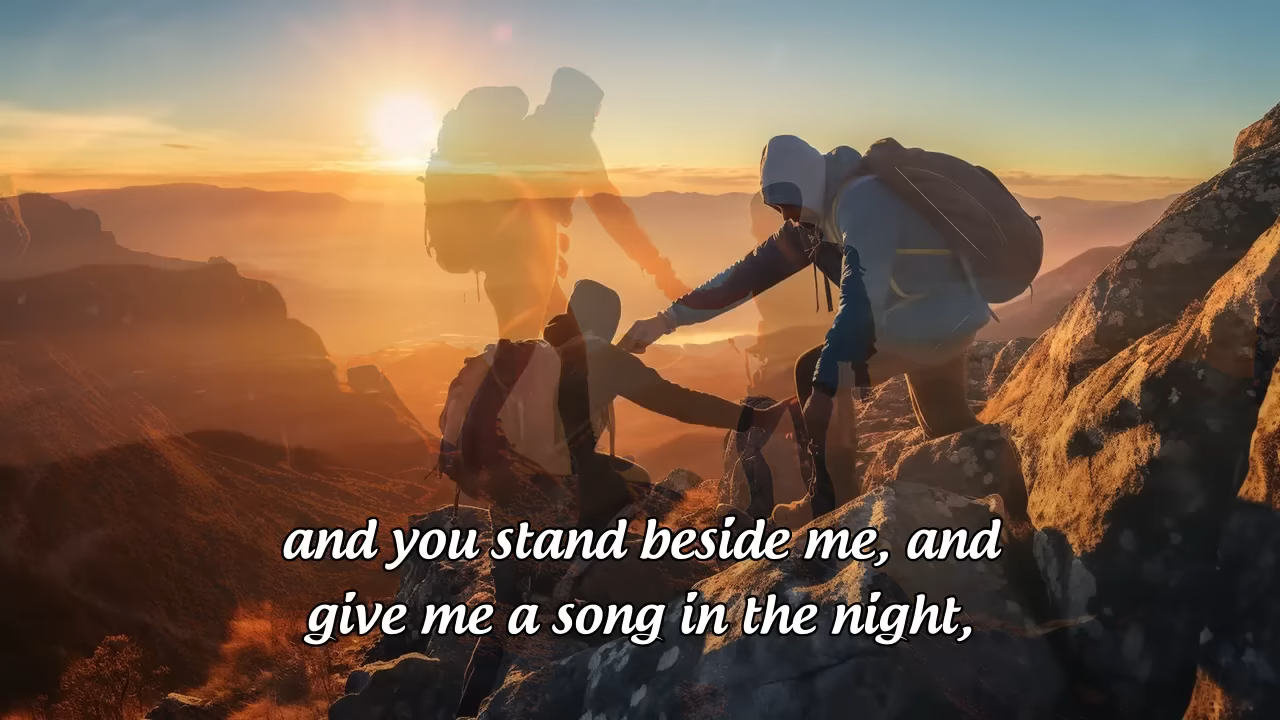 and you stand beside me, and
give me a song in the night,